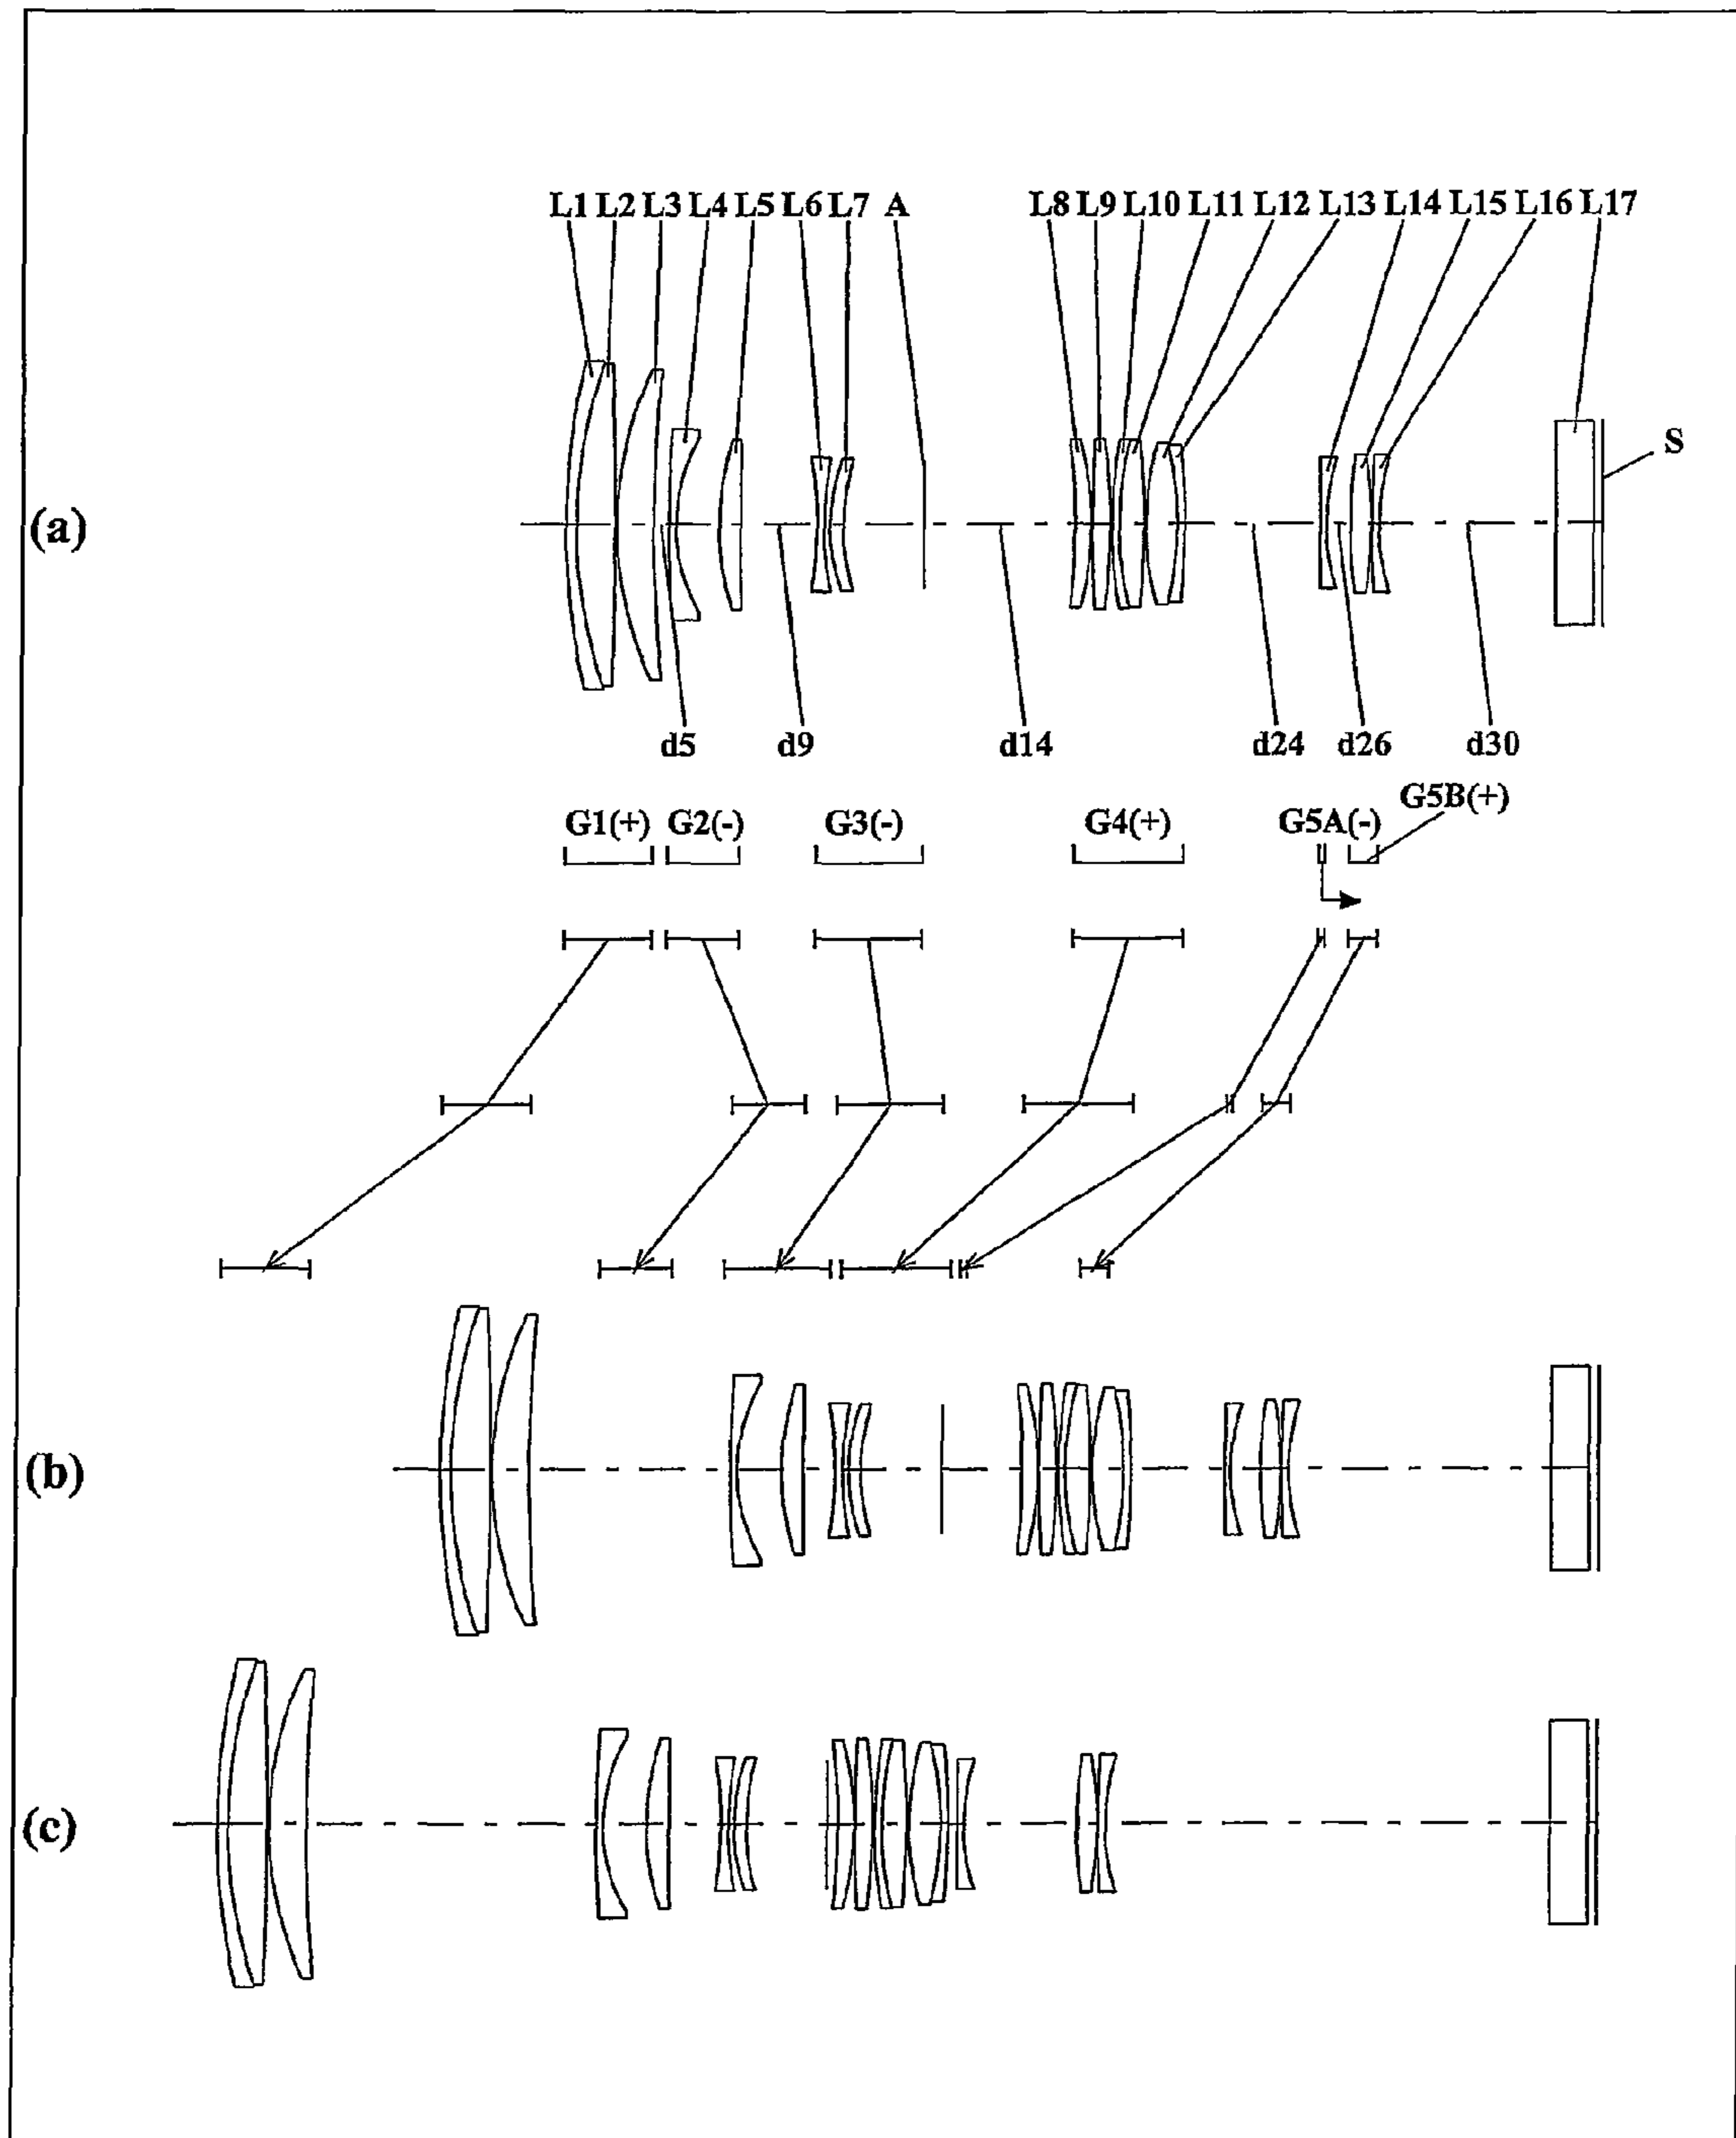 L1 L2 L3 L4 L5 L6 L7 A L8 L9 L10 L11 L12 L13 L14 L15 L16 L17
S
(a)
d5 d9 d14 d24 d26 d30
G5B(+)
G1(+) G2(-) G3(-) G4(+) G5A(-)
(b)
(c)